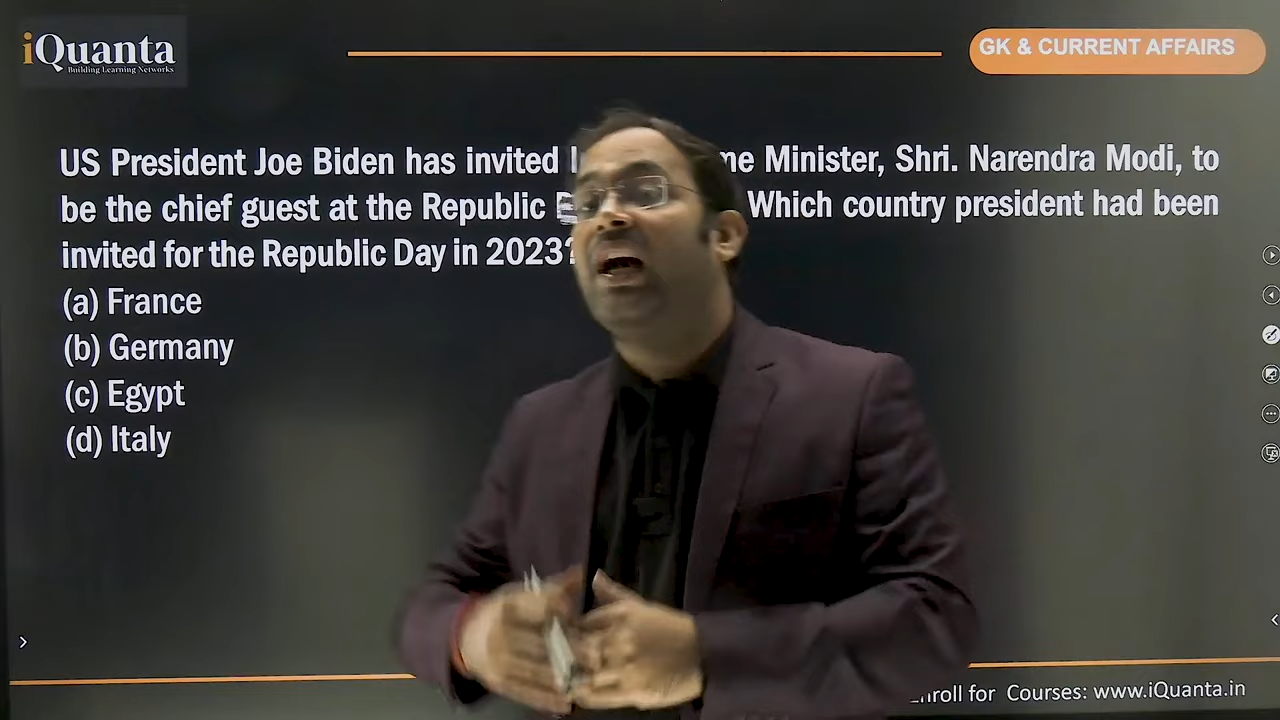 iQuanta
Building Learning Networks
GK & CURRENT AFFAIRS
US President Joe Biden has invited Minister, Shri. Narendra Modi, to
be the chief guest at the Republic Which country president had been
invited for the Republic Day in 2023?
(a) France
(b) Germany
(c) Egypt
(d) Italy
for Courses: www.iQuanta.in